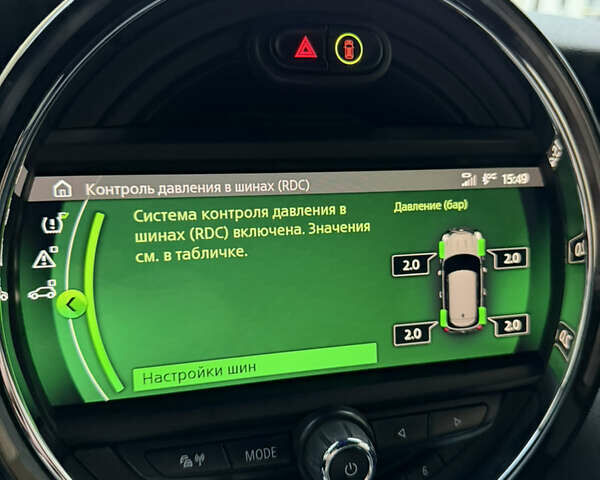 Контроль давления в шинах (RDC)
15:49
Система контроля давления в
шинах (RDC) включена. Значения
см. в табличке.
Давление (бар)
2.0
2.0
2.0
2.0
Настройки шин
MODE
6